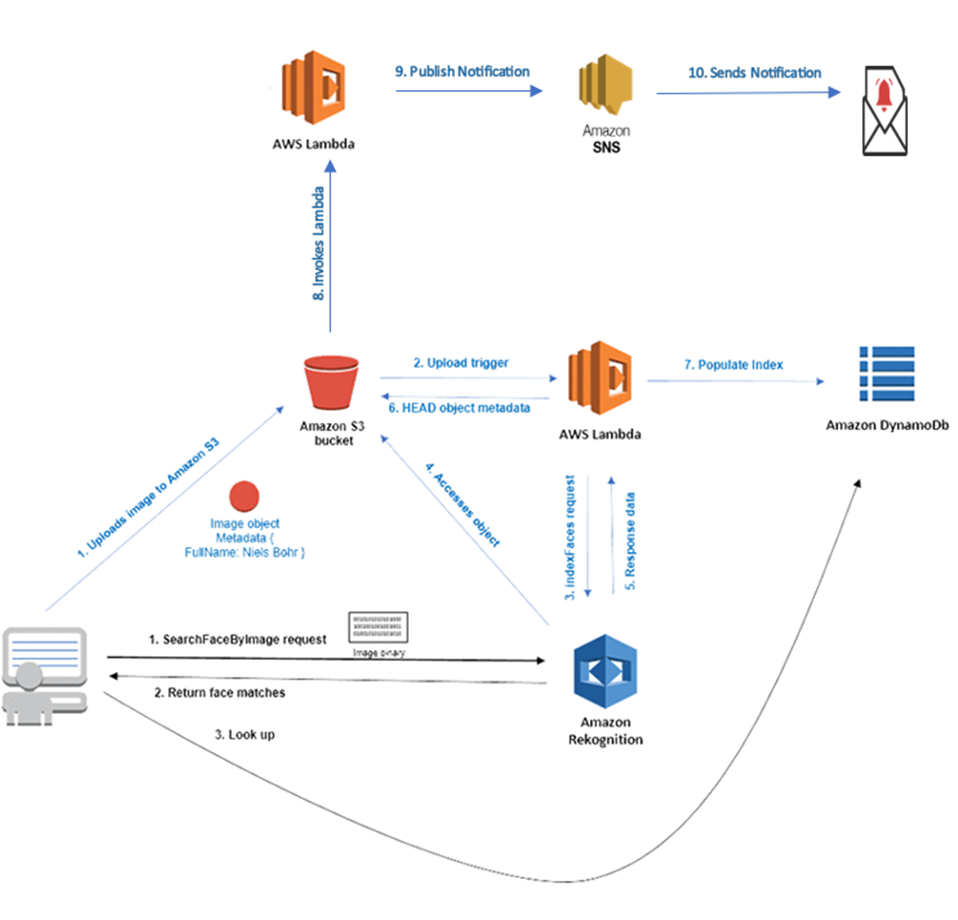 9. Publish Notification
10. Sends Notification
AWS Lambda
Amazon
SNS
8. Invokes Lambda
2. Upload trigger
7. Populate Index
6. HEAD object metadata
Amazon S3
bucket
AWS Lambda
Amazon DynamoDb
1. Uploads image to Amazon S3
4. Accesses object
3. indexFaces request
5. Response data
Image object
Metadata {
FullName: Niels Bohr }
1. SearchFaceByImage request
Image binary
2. Return face matches
3. Look up
Amazon
Rekognition